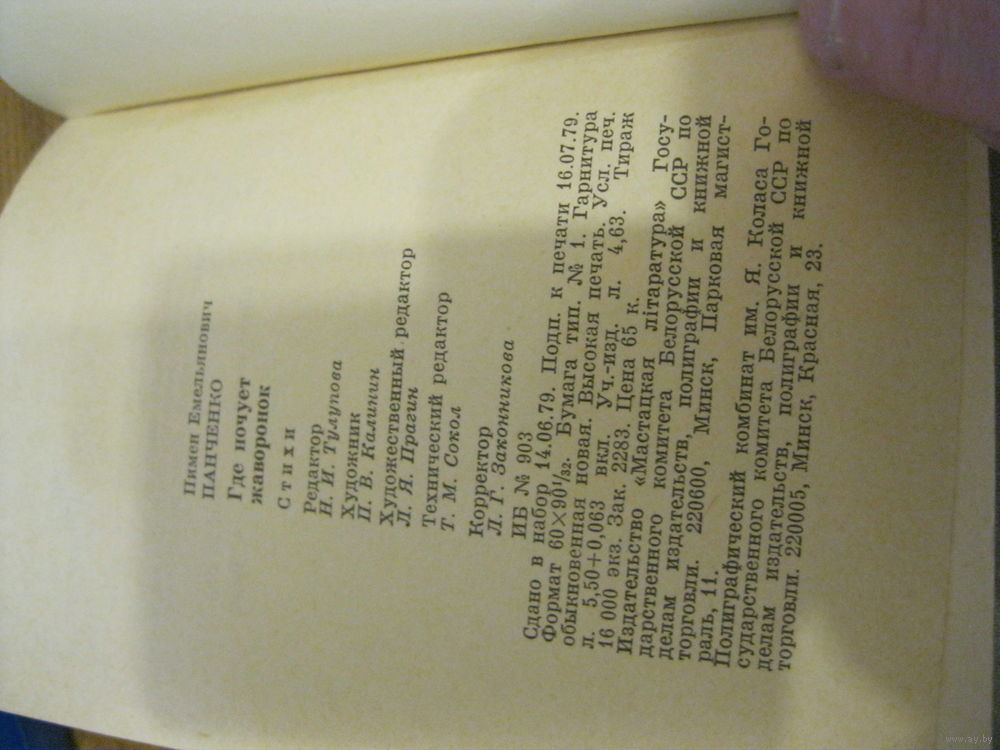 Пимен Емельянович
ПАНЧЕНКО
Где ночует
жаворонок
Стихи
Редактор
Н. И. Тулупова
Художник
П. В. Калинин
Художественный редактор
Л. Я. Прагин
Технический редактор
Т. М. Сокол
Корректор
Л. Г. Законникова
ИБ № 903
Сдано в набор 14.06.79. Подп. к печати 16.07.79.
Формат 60×90¹/₃₂. Бумага тип. № 1. Гарнитура
обыкновенная новая. Высокая печать. Усл. печ.
л. 5,50+0,063 вкл. Уч.-изд. л. 4,63. Тираж
16 000 экз. Зак. 2283. Цена 65 к.
Издательство «Мастацкая літаратура» Госу-
дарственного комитета Белорусской ССР по
делам издательств, полиграфии и книжной
торговли. 220600, Минск, Парковая магист-
раль, 11.
Полиграфический комбинат им. Я. Коласа Го-
сударственного комитета Белорусской ССР по
делам издательств, полиграфии и книжной
торговли. 220005, Минск, Красная, 23.
www.ay.by